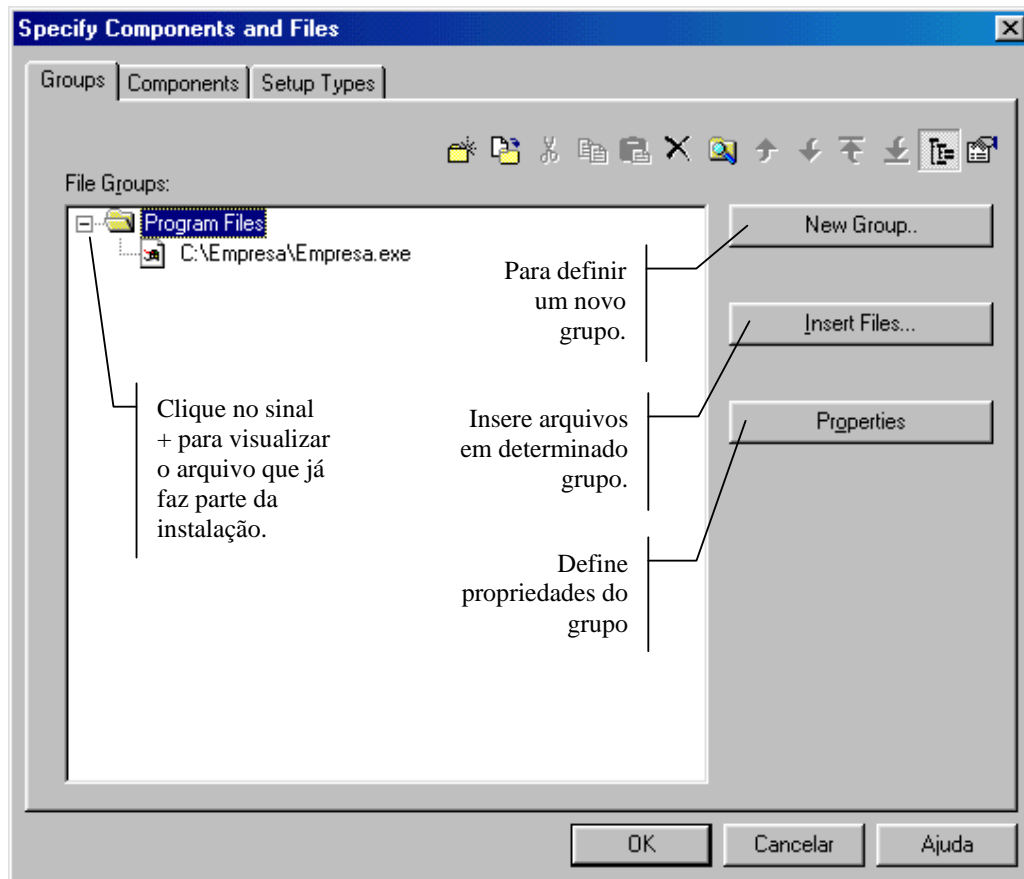 Specify Components and Files
Groups Components Setup Types
File Groups:
Program Files
C:\Empresa\Empresa.exe
New Group..
Para definir
um novo
grupo.
Insert Files...
Clique no sinal
+ para visualizar
o arquivo que já
faz parte da
instalação.
Insere arquivos
em determinado
grupo.
Properties
Define
propriedades do
grupo
OK Cancelar Ajuda